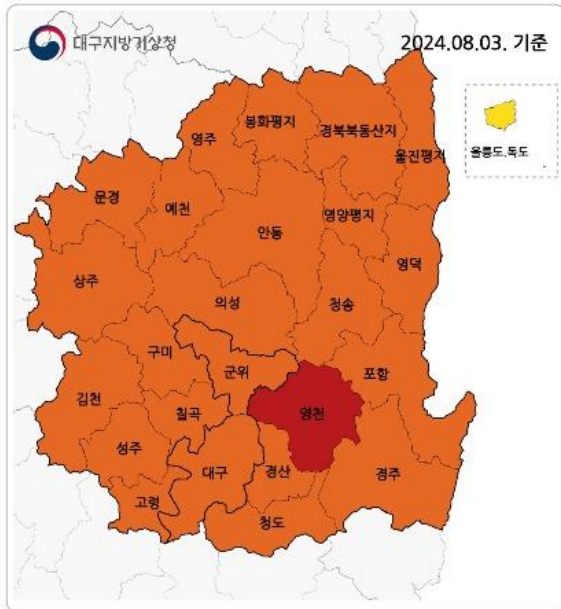 대구지방기상청
2024.08.03. 기준
봉화평지
경북북동산지
영주
울진평지
울릉도,독도
문경
예천
영양평지
안동
영덕
상주
의성
청송
구미
군위
포항
김천
칠곡
영천
성주
대구
경산
경주
고령
청도